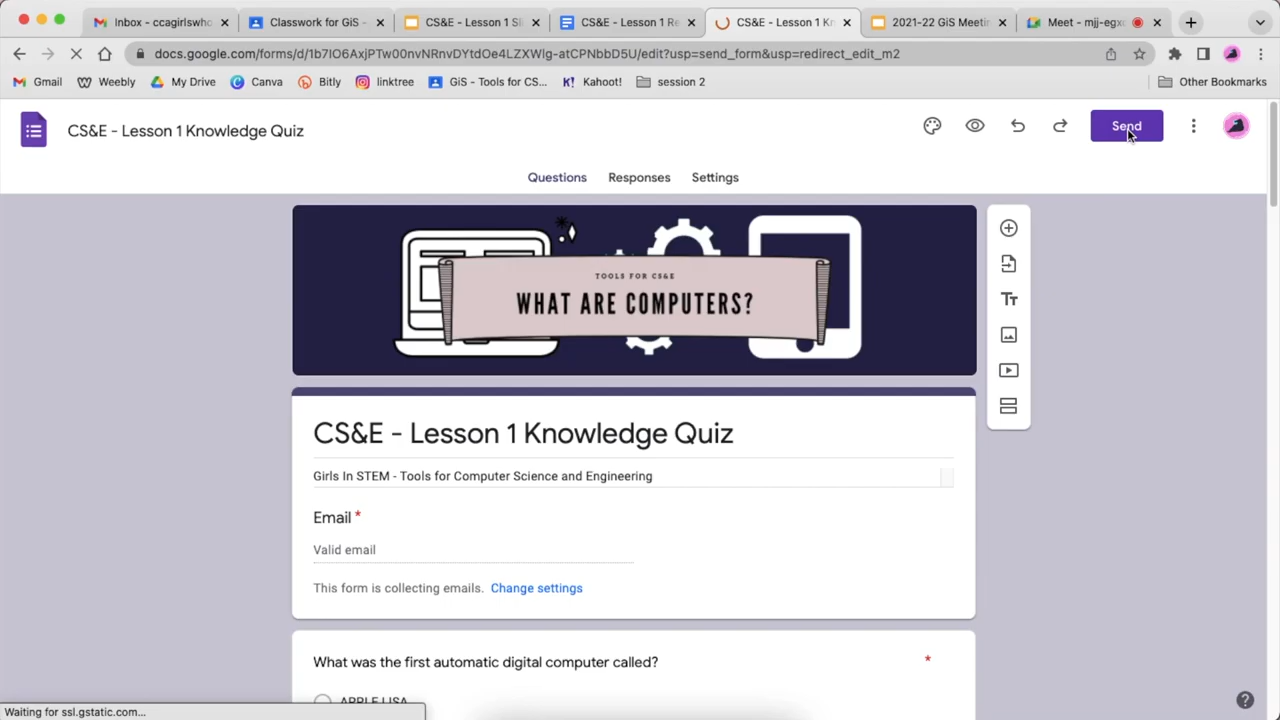 Inbox - ccagirlswho
Classwork for GiS -
CS&E - Lesson 1 Sl
CS&E - Lesson 1 Re
CS&E - Lesson 1 Kn
2021-22 GiS Meetin
Meet - mjj-egxc
docs.google.com/forms/d/1b7IO6AxjPTw00nvNRnvDYtdOe4LZXWlg-atCPNbbD5U/edit?usp=send_form&usp=redirect_edit_m2
Gmail
Weebly
My Drive
Canva
Bitly
linktree
GiS - Tools for CS...
Kahoot!
session 2
Other Bookmarks
CS&E - Lesson 1 Knowledge Quiz
Send
Questions
Responses
Settings
TOOLS FOR CS&E
WHAT ARE COMPUTERS?
CS&E - Lesson 1 Knowledge Quiz
Girls In STEM - Tools for Computer Science and Engineering
Email *
Valid email
This form is collecting emails. Change settings
What was the first automatic digital computer called? *
APPLE LISA
Waiting for ssl.gstatic.com...